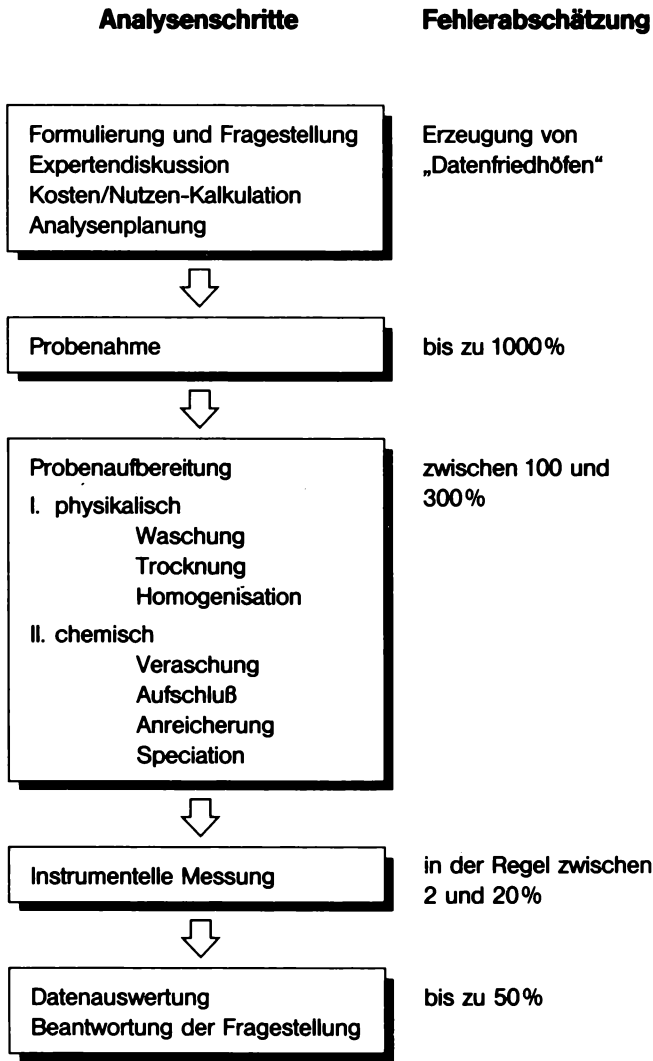 Analysenschritte
Fehlerabschätzung
Formulierung und Fragestellung
Expertendiskussion
Kosten/Nutzen-Kalkulation
Analysenplanung
Erzeugung von
„Datenfriedhöfen“
Probenahme
bis zu 1000%
Probenaufbereitung
I. physikalisch
Waschung
Trocknung
Homogenisation
II. chemisch
Veraschung
Aufschluß
Anreicherung
Speciation
zwischen 100 und
300%
Instrumentelle Messung
in der Regel zwischen
2 und 20%
Datenauswertung
Beantwortung der Fragestellung
bis zu 50%